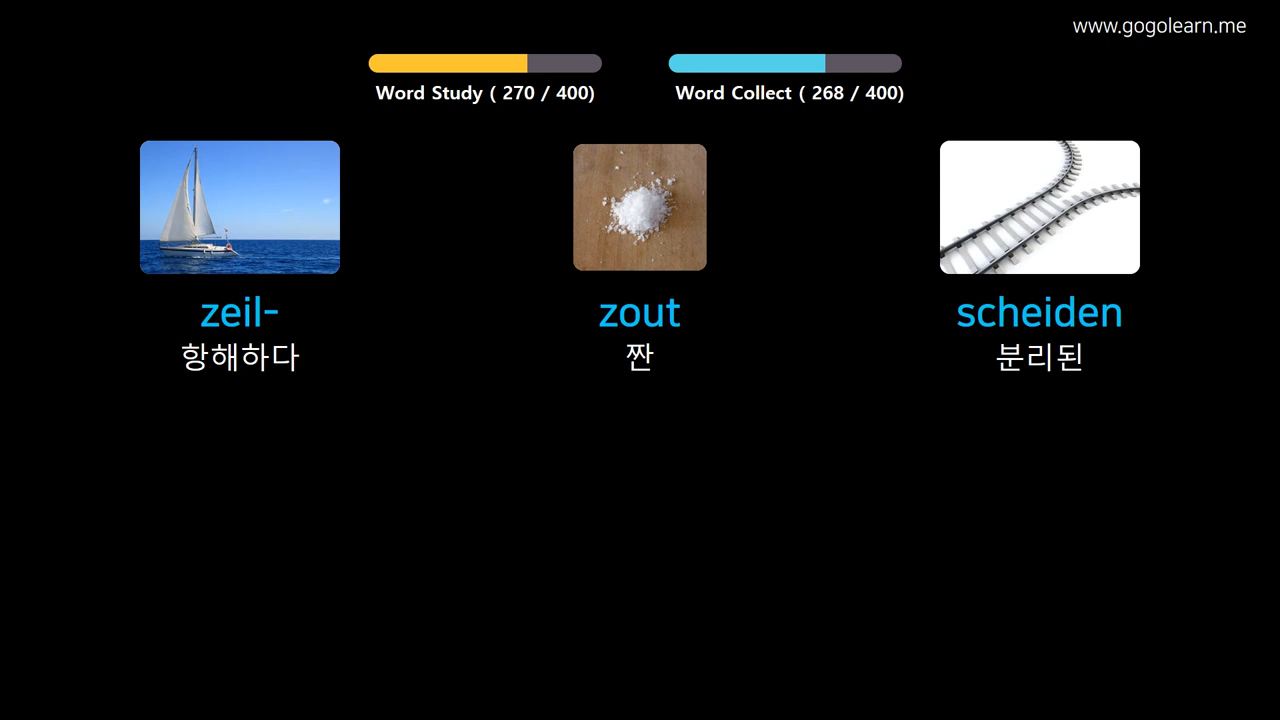 www.gogolearn.me
Word Study ( 270 / 400)
Word Collect ( 268 / 400)
zeil-
zout
scheiden
항해하다
짠
분리된